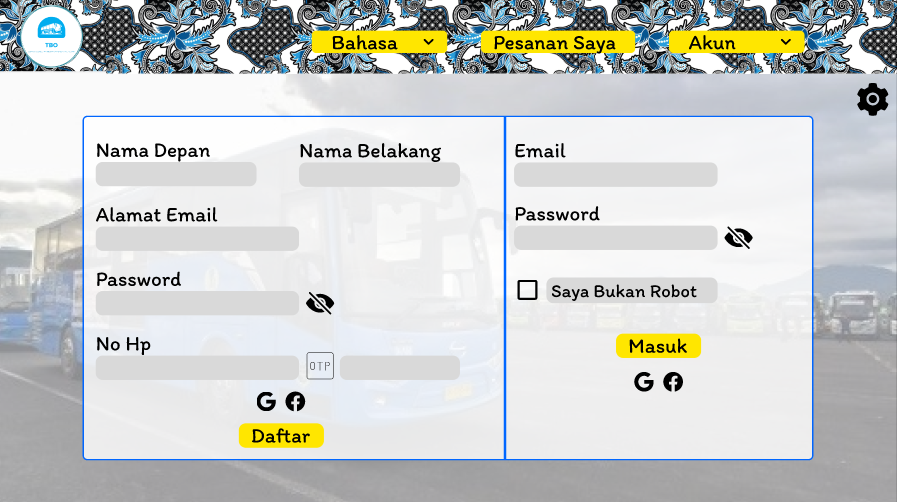 TBO
Bahasa
Pesanan Saya
Akun
Nama Depan
Nama Belakang
Alamat Email
Password
No Hp
OTP
Daftar
Email
Password
Saya Bukan Robot
Masuk